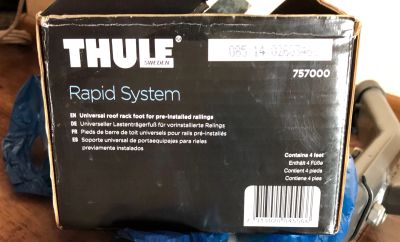 THULE
SWEDEN
757000
Rapid System
EN Universal roof rack foot for pre-installed railings
DE Universeller Lastenträgerfuß für vorinstallierte Railings
FR Pieds de barre de toit universels pour rails pré-installés
ES Soporte universal de portaequipajes para rieles
previamente instalados
Contains 4 feet
Enthält 4 Füße
Contient 4 pieds
Contiene 4 pies